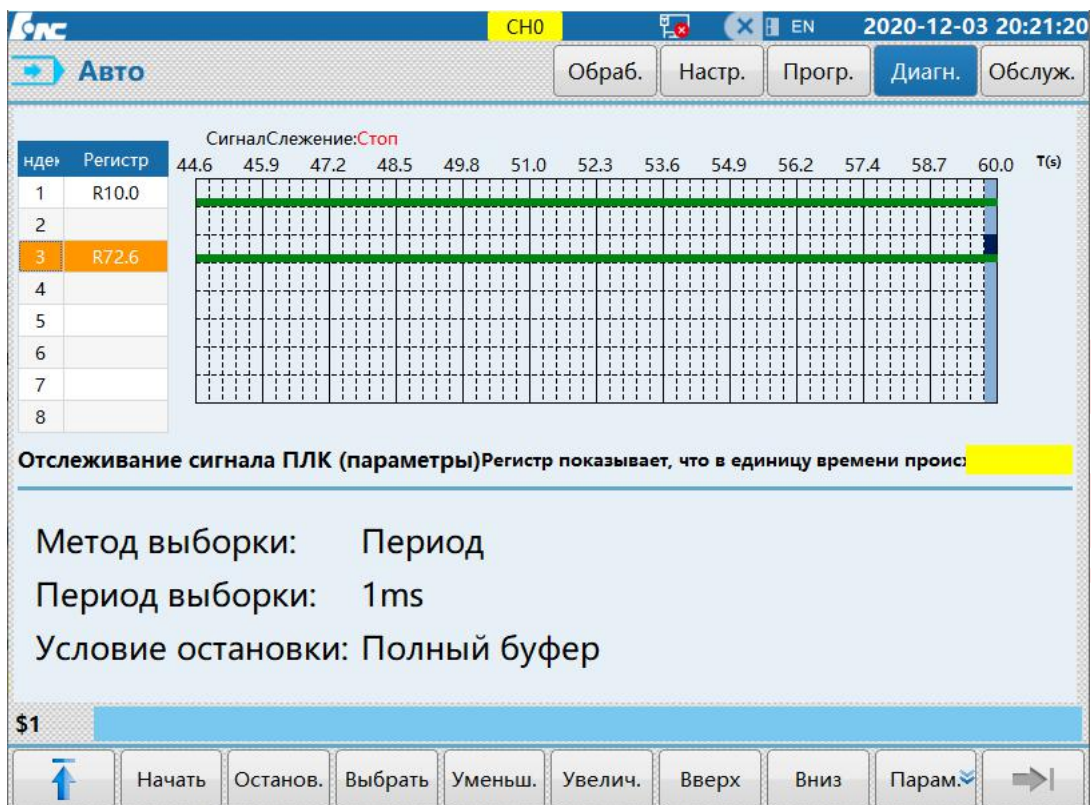 CH0 EN 2020-12-03 20:21:20
Авто Обраб. Настр. Прогр. Диагн. Обслуж.
СигналСлежение:Стоп
ндек Регистр 44.6 45.9 47.2 48.5 49.8 51.0 52.3 53.6 54.9 56.2 57.4 58.7 60.0 T(s)
1 R10.0
2
3 R72.6
4
5
6
7
8
Отслеживание сигнала ПЛК (параметры)Регистр показывает, что в единицу времени проис
Метод выборки: Период
Период выборки: 1ms
Условие остановки: Полный буфер
$1
Начать Останов. Выбрать Уменьш. Увелич. Вверх Вниз Парам.